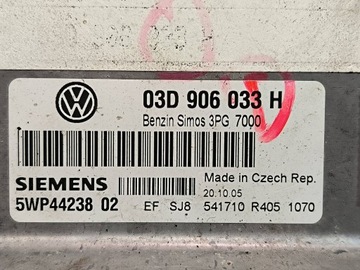 03D 906 033 H
Benzin Simos 3PG 7000
SIEMENS
Made in Czech Rep.
20.10.05
5WP44238 02
EF SJ8 541710 R405 1070